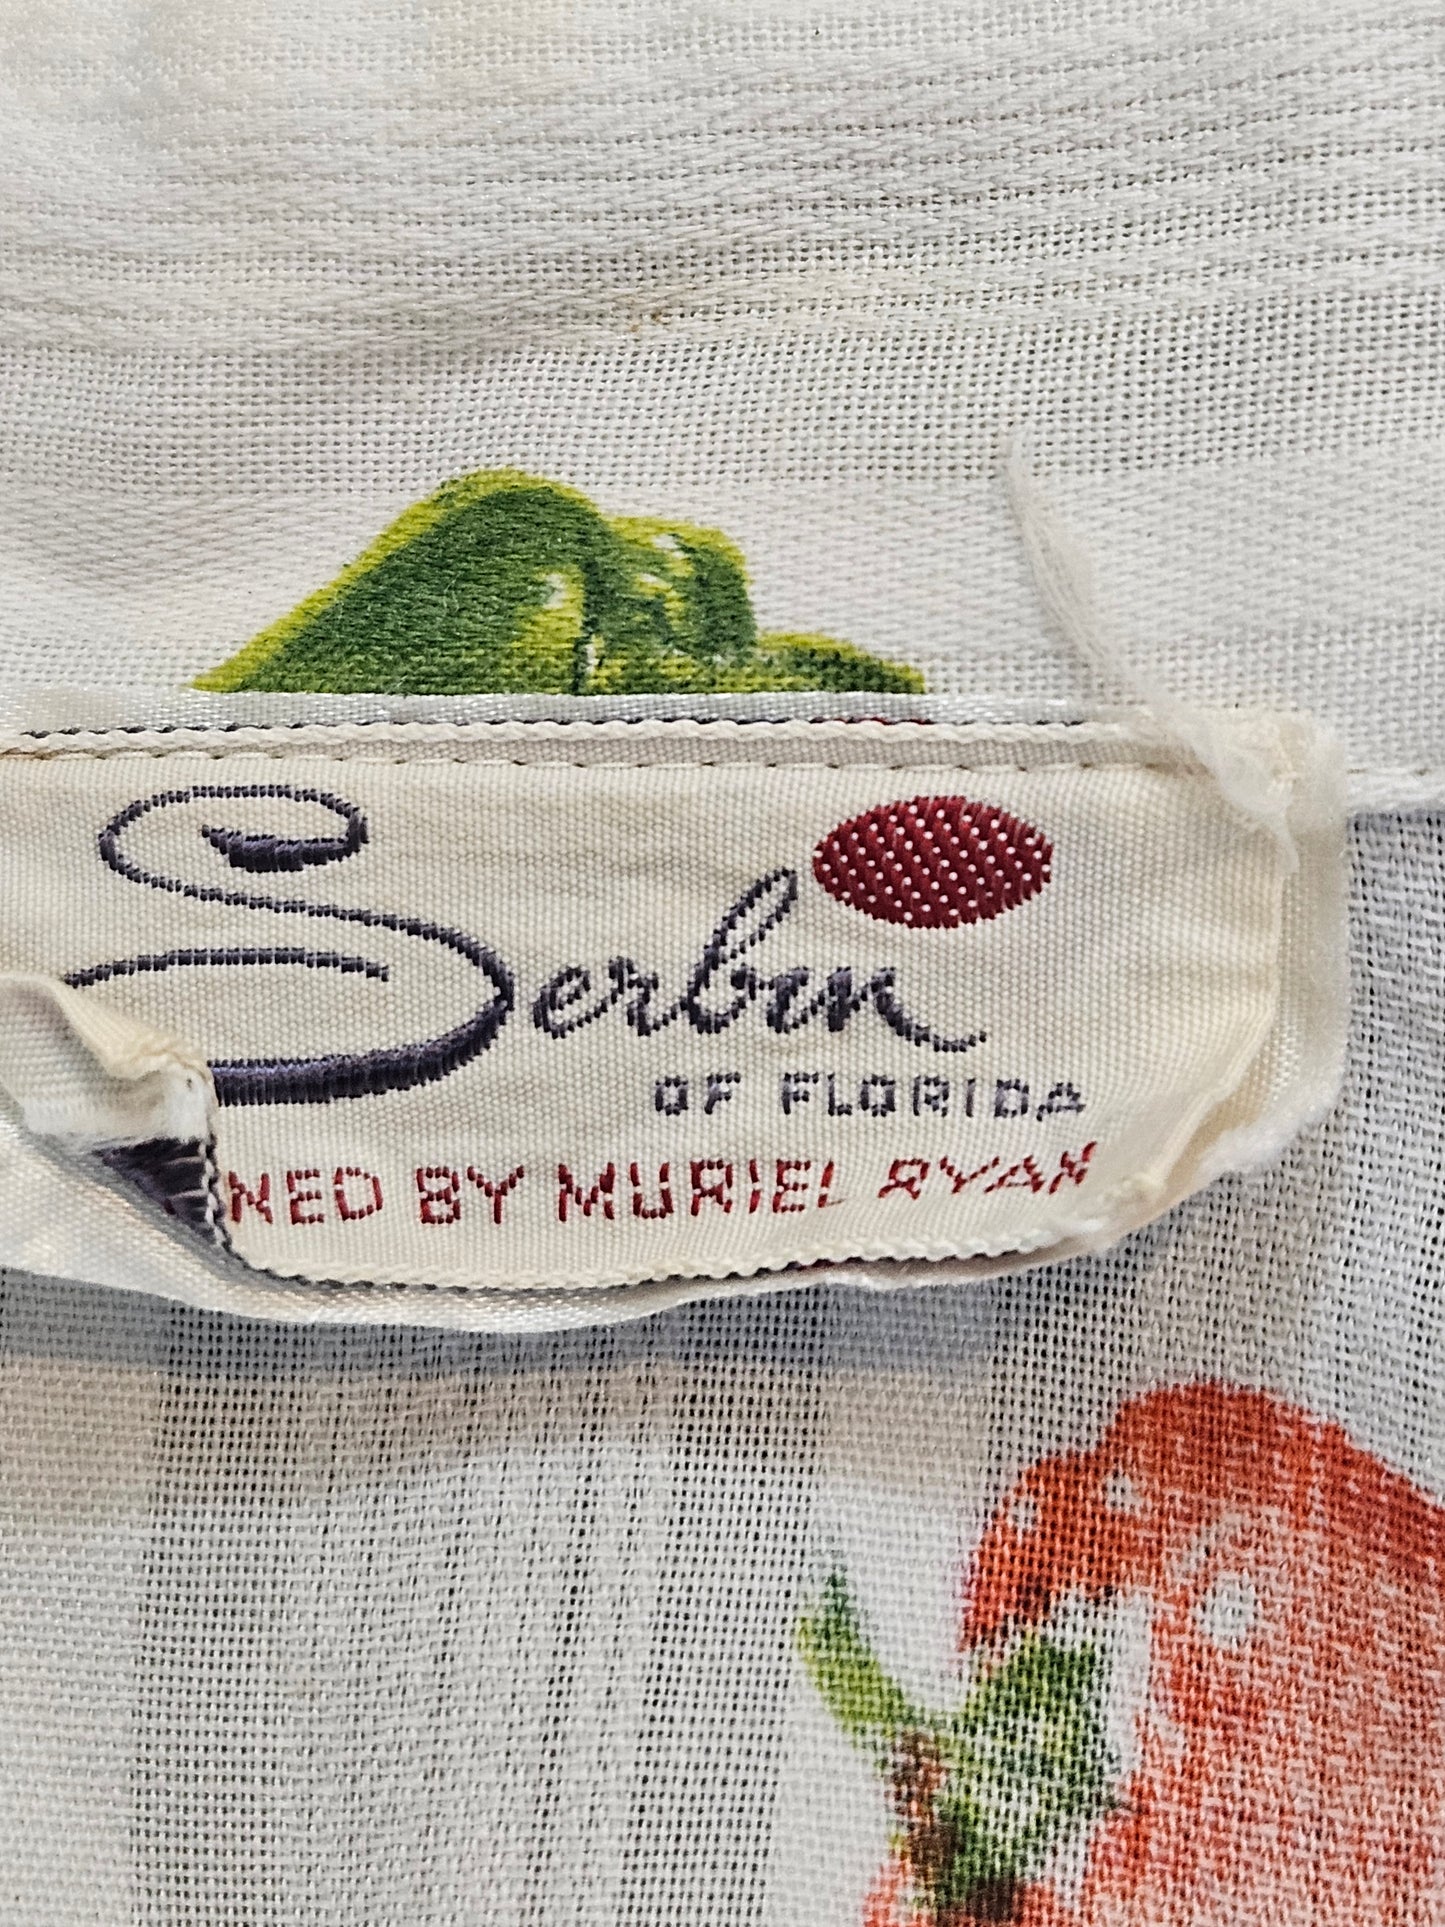 Serbin
OF FLORIDA
NED BY MURIEL RYAN